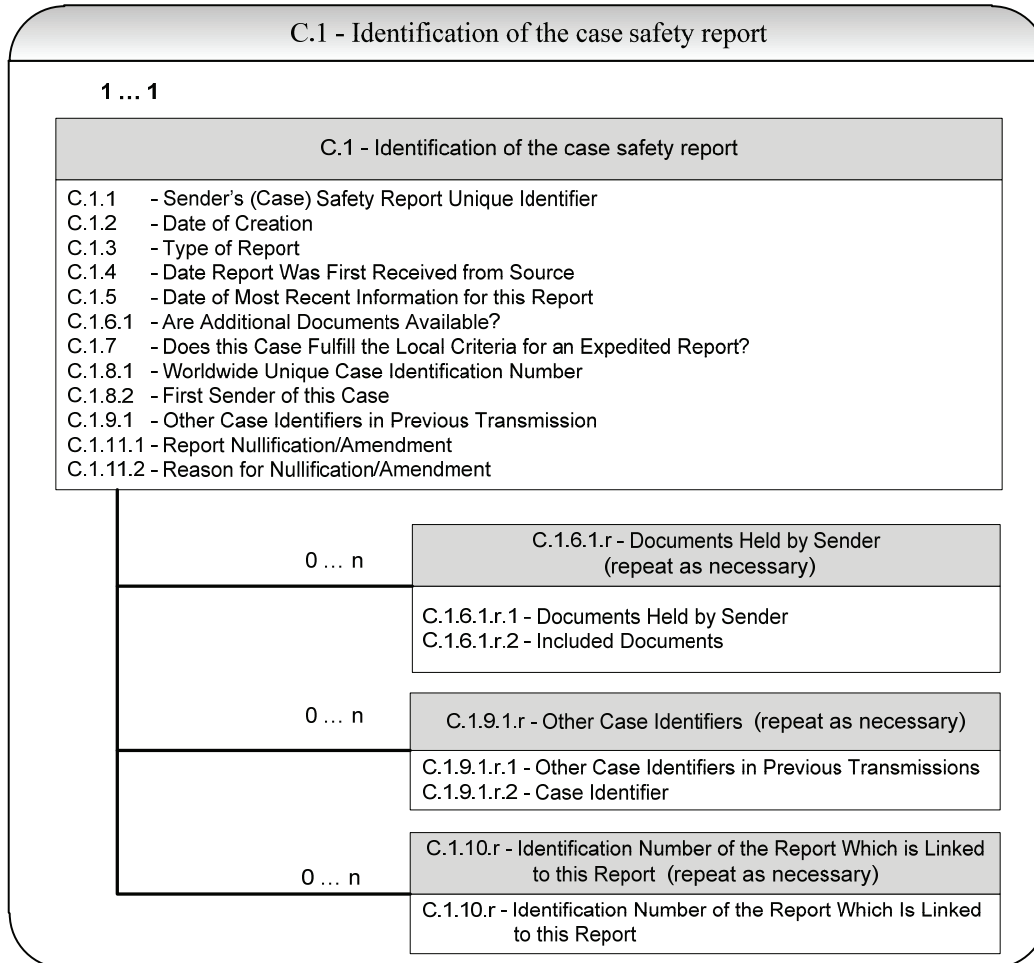 C.1 - Identification of the case safety report
1 ... 1
C.1 - Identification of the case safety report
C.1.1 - Sender's (Case) Safety Report Unique Identifier
C.1.2 - Date of Creation
C.1.3 - Type of Report
C.1.4 - Date Report Was First Received from Source
C.1.5 - Date of Most Recent Information for this Report
C.1.6.1 - Are Additional Documents Available?
C.1.7 - Does this Case Fulfill the Local Criteria for an Expedited Report?
C.1.8.1 - Worldwide Unique Case Identification Number
C.1.8.2 - First Sender of this Case
C.1.9.1 - Other Case Identifiers in Previous Transmission
C.1.11.1 - Report Nullification/Amendment
C.1.11.2 - Reason for Nullification/Amendment
0 ... n
C.1.6.1.r - Documents Held by Sender
(repeat as necessary)
C.1.6.1.r.1 - Documents Held by Sender
C.1.6.1.r.2 - Included Documents
0 ... n
C.1.9.1.r - Other Case Identifiers (repeat as necessary)
C.1.9.1.r.1 - Other Case Identifiers in Previous Transmissions
C.1.9.1.r.2 - Case Identifier
0 ... n
C.1.10.r - Identification Number of the Report Which is Linked
to this Report (repeat as necessary)
C.1.10.r - Identification Number of the Report Which Is Linked
to this Report